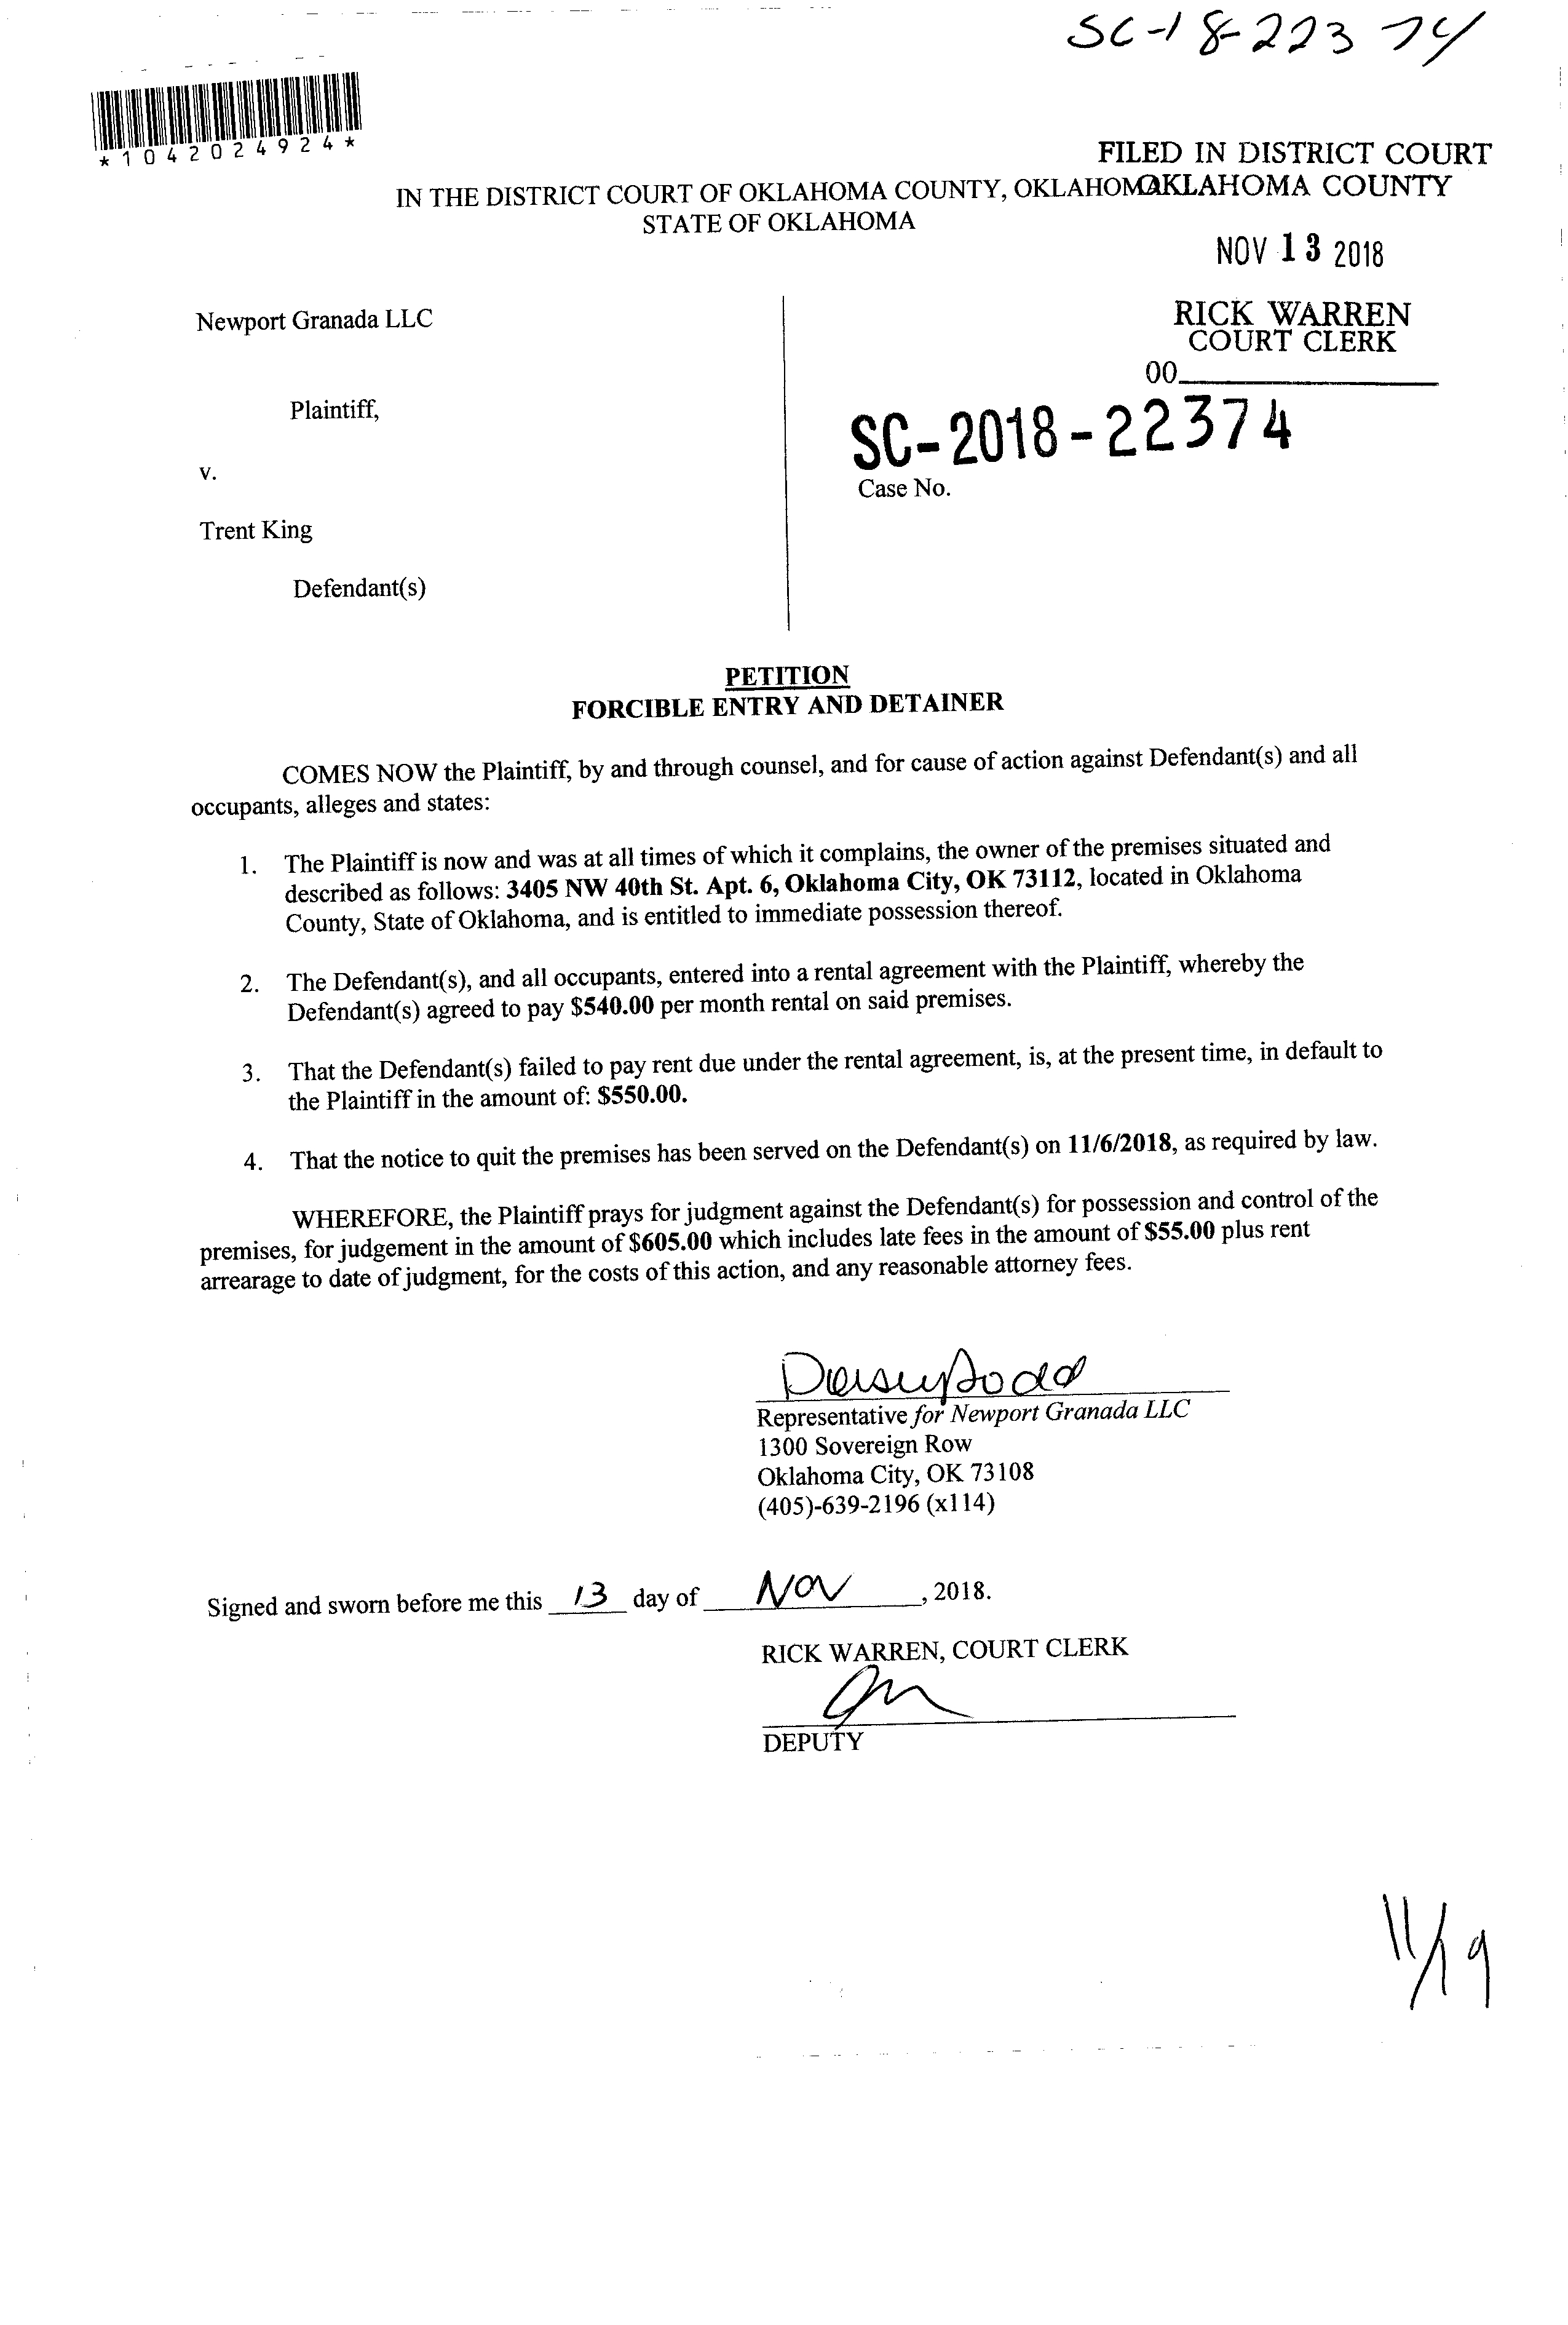 SC-18-22374
*1042024924*
FILED IN DISTRICT COURT
OKLAHOMA COUNTY
IN THE DISTRICT COURT OF OKLAHOMA COUNTY, OKLAHOMA
STATE OF OKLAHOMA
NOV 13 2018
RICK WARREN
COURT CLERK
00
Newport Granada LLC
Plaintiff,
SC-2018-22374
Case No.
v.
Trent King
Defendant(s)
PETITION
FORCIBLE ENTRY AND DETAINER
COMES NOW the Plaintiff, by and through counsel, and for cause of action against Defendant(s) and all
occupants, alleges and states:
1. The Plaintiff is now and was at all times of which it complains, the owner of the premises situated and
described as follows: 3405 NW 40th St. Apt. 6, Oklahoma City, OK 73112, located in Oklahoma
County, State of Oklahoma, and is entitled to immediate possession thereof.
2. The Defendant(s), and all occupants, entered into a rental agreement with the Plaintiff, whereby the
Defendant(s) agreed to pay $540.00 per month rental on said premises.
3. That the Defendant(s) failed to pay rent due under the rental agreement, is, at the present time, in default to
the Plaintiff in the amount of: $550.00.
4. That the notice to quit the premises has been served on the Defendant(s) on 11/6/2018, as required by law.
WHEREFORE, the Plaintiff prays for judgment against the Defendant(s) for possession and control of the
premises, for judgement in the amount of $605.00 which includes late fees in the amount of $55.00 plus rent
arrearage to date of judgment, for the costs of this action, and any reasonable attorney fees.
Representative for Newport Granada LLC
1300 Sovereign Row
Oklahoma City, OK 73108
(405)-639-2196 (x114)
Signed and sworn before me this 13 day of Nov, 2018.
RICK WARREN, COURT CLERK
DEPUTY
11/19